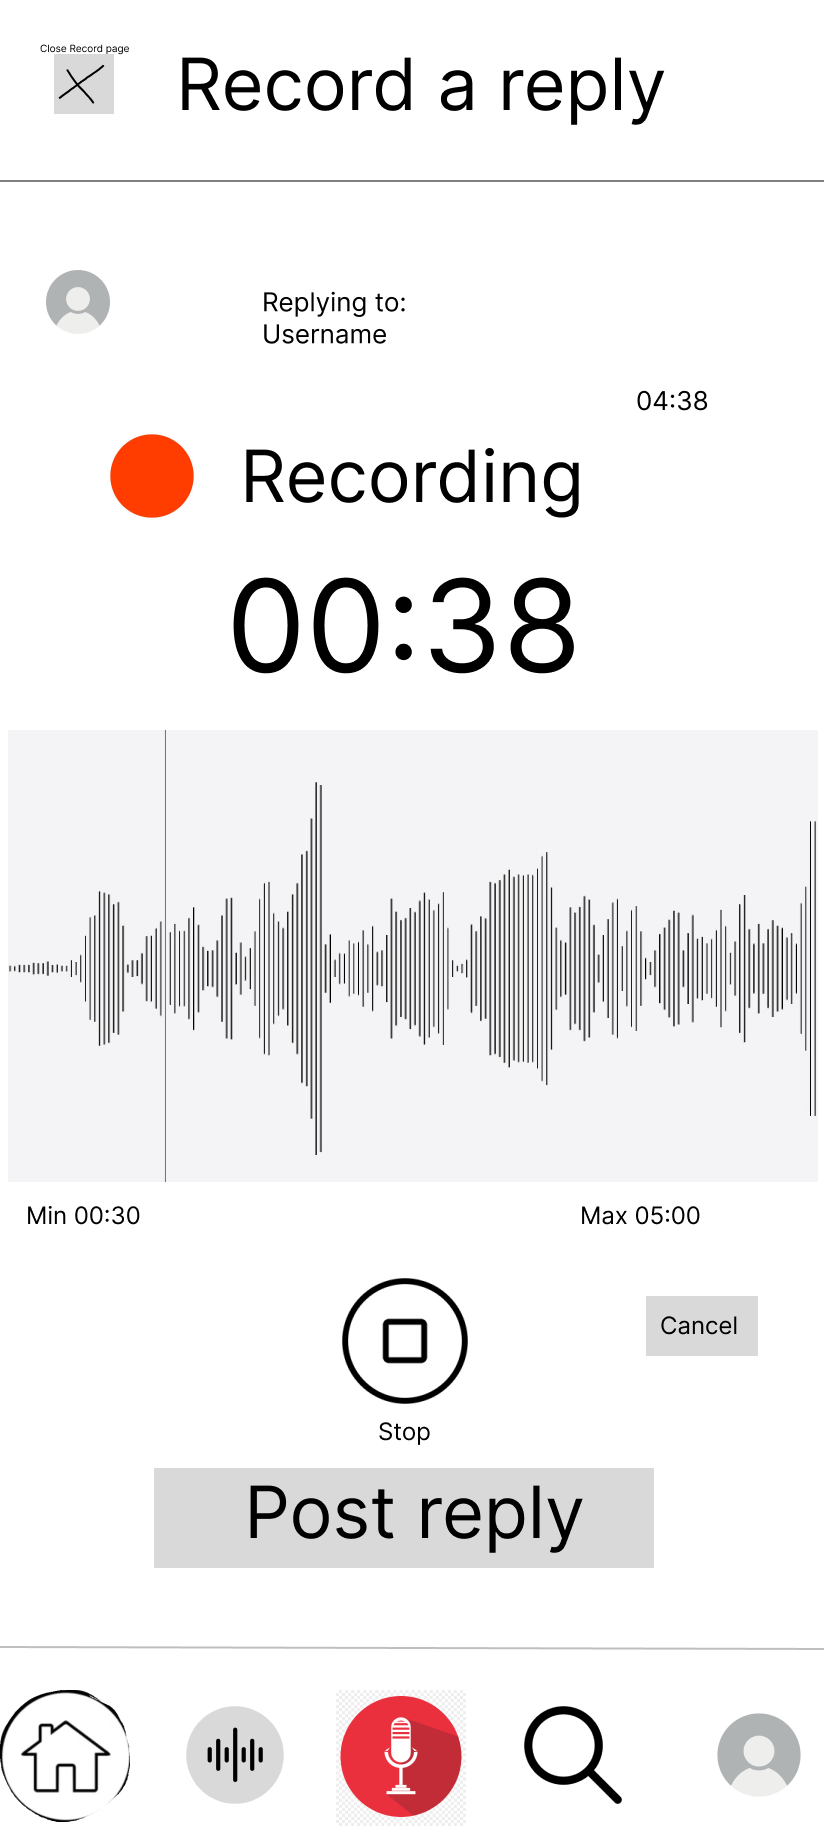 Close Record page
Record a reply
Replying to:
Username
04:38
Recording
00:38
Min 00:30
Max 05:00
Cancel
Stop
Post reply